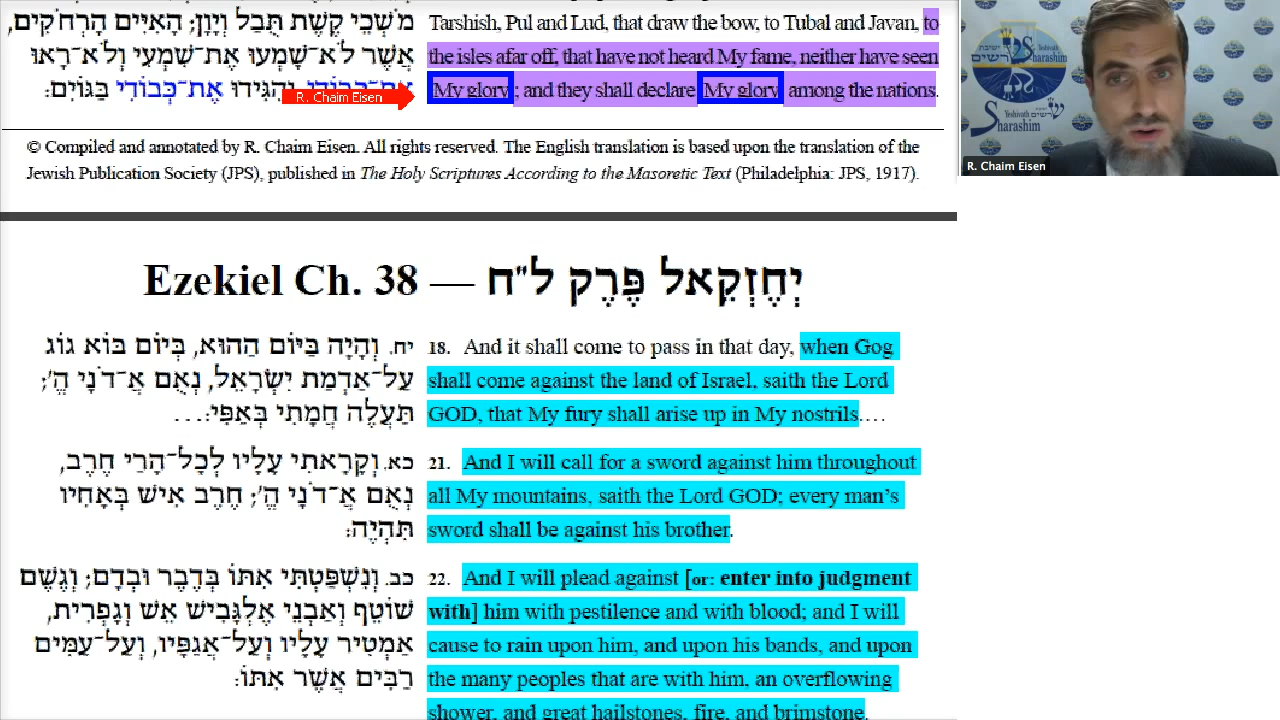 מֹשְׁכֵי קֶשֶׁת תֻּבַל וְיָוָן; הָאִיִּים הָרְחֹקִים,
אֲשֶׁר לֹא־שָׁמְעוּ אֶת־שִׁמְעִי וְלֹא־רָאוּ
אֶת־כְּבוֹדִי וְהִגִּידוּ אֶת־כְּבוֹדִי בַּגּוֹיִם:
R. Chaim Eisen
Tarshish, Pul and Lud, that draw the bow, to Tubal and Javan, to
the isles afar off, that have not heard My fame, neither have seen
My glory; and they shall declare My glory among the nations.
© Compiled and annotated by R. Chaim Eisen. All rights reserved. The English translation is based upon the translation of the
Jewish Publication Society (JPS), published in The Holy Scriptures According to the Masoretic Text (Philadelphia: JPS, 1917).
Ezekiel Ch. 38 — יְחֶזְקֵאל פֶּרֶק ל"ח
יח. וְהָיָה בַּיּוֹם הַהוּא, בְּיוֹם בּוֹא גוֹג
עַל־אַדְמַת יִשְׂרָאֵל, נְאֻם אֲ־דֹנָי הֱ';
תַּעֲלֶה חֲמָתִי בְּאַפִּי:…
18. And it shall come to pass in that day, when Gog
shall come against the land of Israel, saith the Lord
GOD, that My fury shall arise up in My nostrils.…
כא. וְקָרָאתִי עָלָיו לְכָל־הָרַי חֶרֶב,
נְאֻם אֲ־דֹנָי הֱ'; חֶרֶב אִישׁ בְּאָחִיו
תִּהְיֶה:
21. And I will call for a sword against him throughout
all My mountains, saith the Lord GOD; every man’s
sword shall be against his brother.
כב. וְנִשְׁפַּטְתִּי אִתּוֹ בְּדֶבֶר וּבְדָם; וְגֶשֶׁם
שׁוֹטֵף וְאַבְנֵי אֶלְגָּבִישׁ אֵשׁ וְגָפְרִית,
אַמְטִיר עָלָיו וְעַל־אֲגַפָּיו, וְעַל־עַמִּים
רַבִּים אֲשֶׁר אִתּוֹ:
22. And I will plead against [or: enter into judgment
with] him with pestilence and with blood; and I will
cause to rain upon him, and upon his bands, and upon
the many peoples that are with him, an overflowing
shower, and great hailstones, fire, and brimstone.
Yeshivath
Sharashim
R. Chaim Eisen